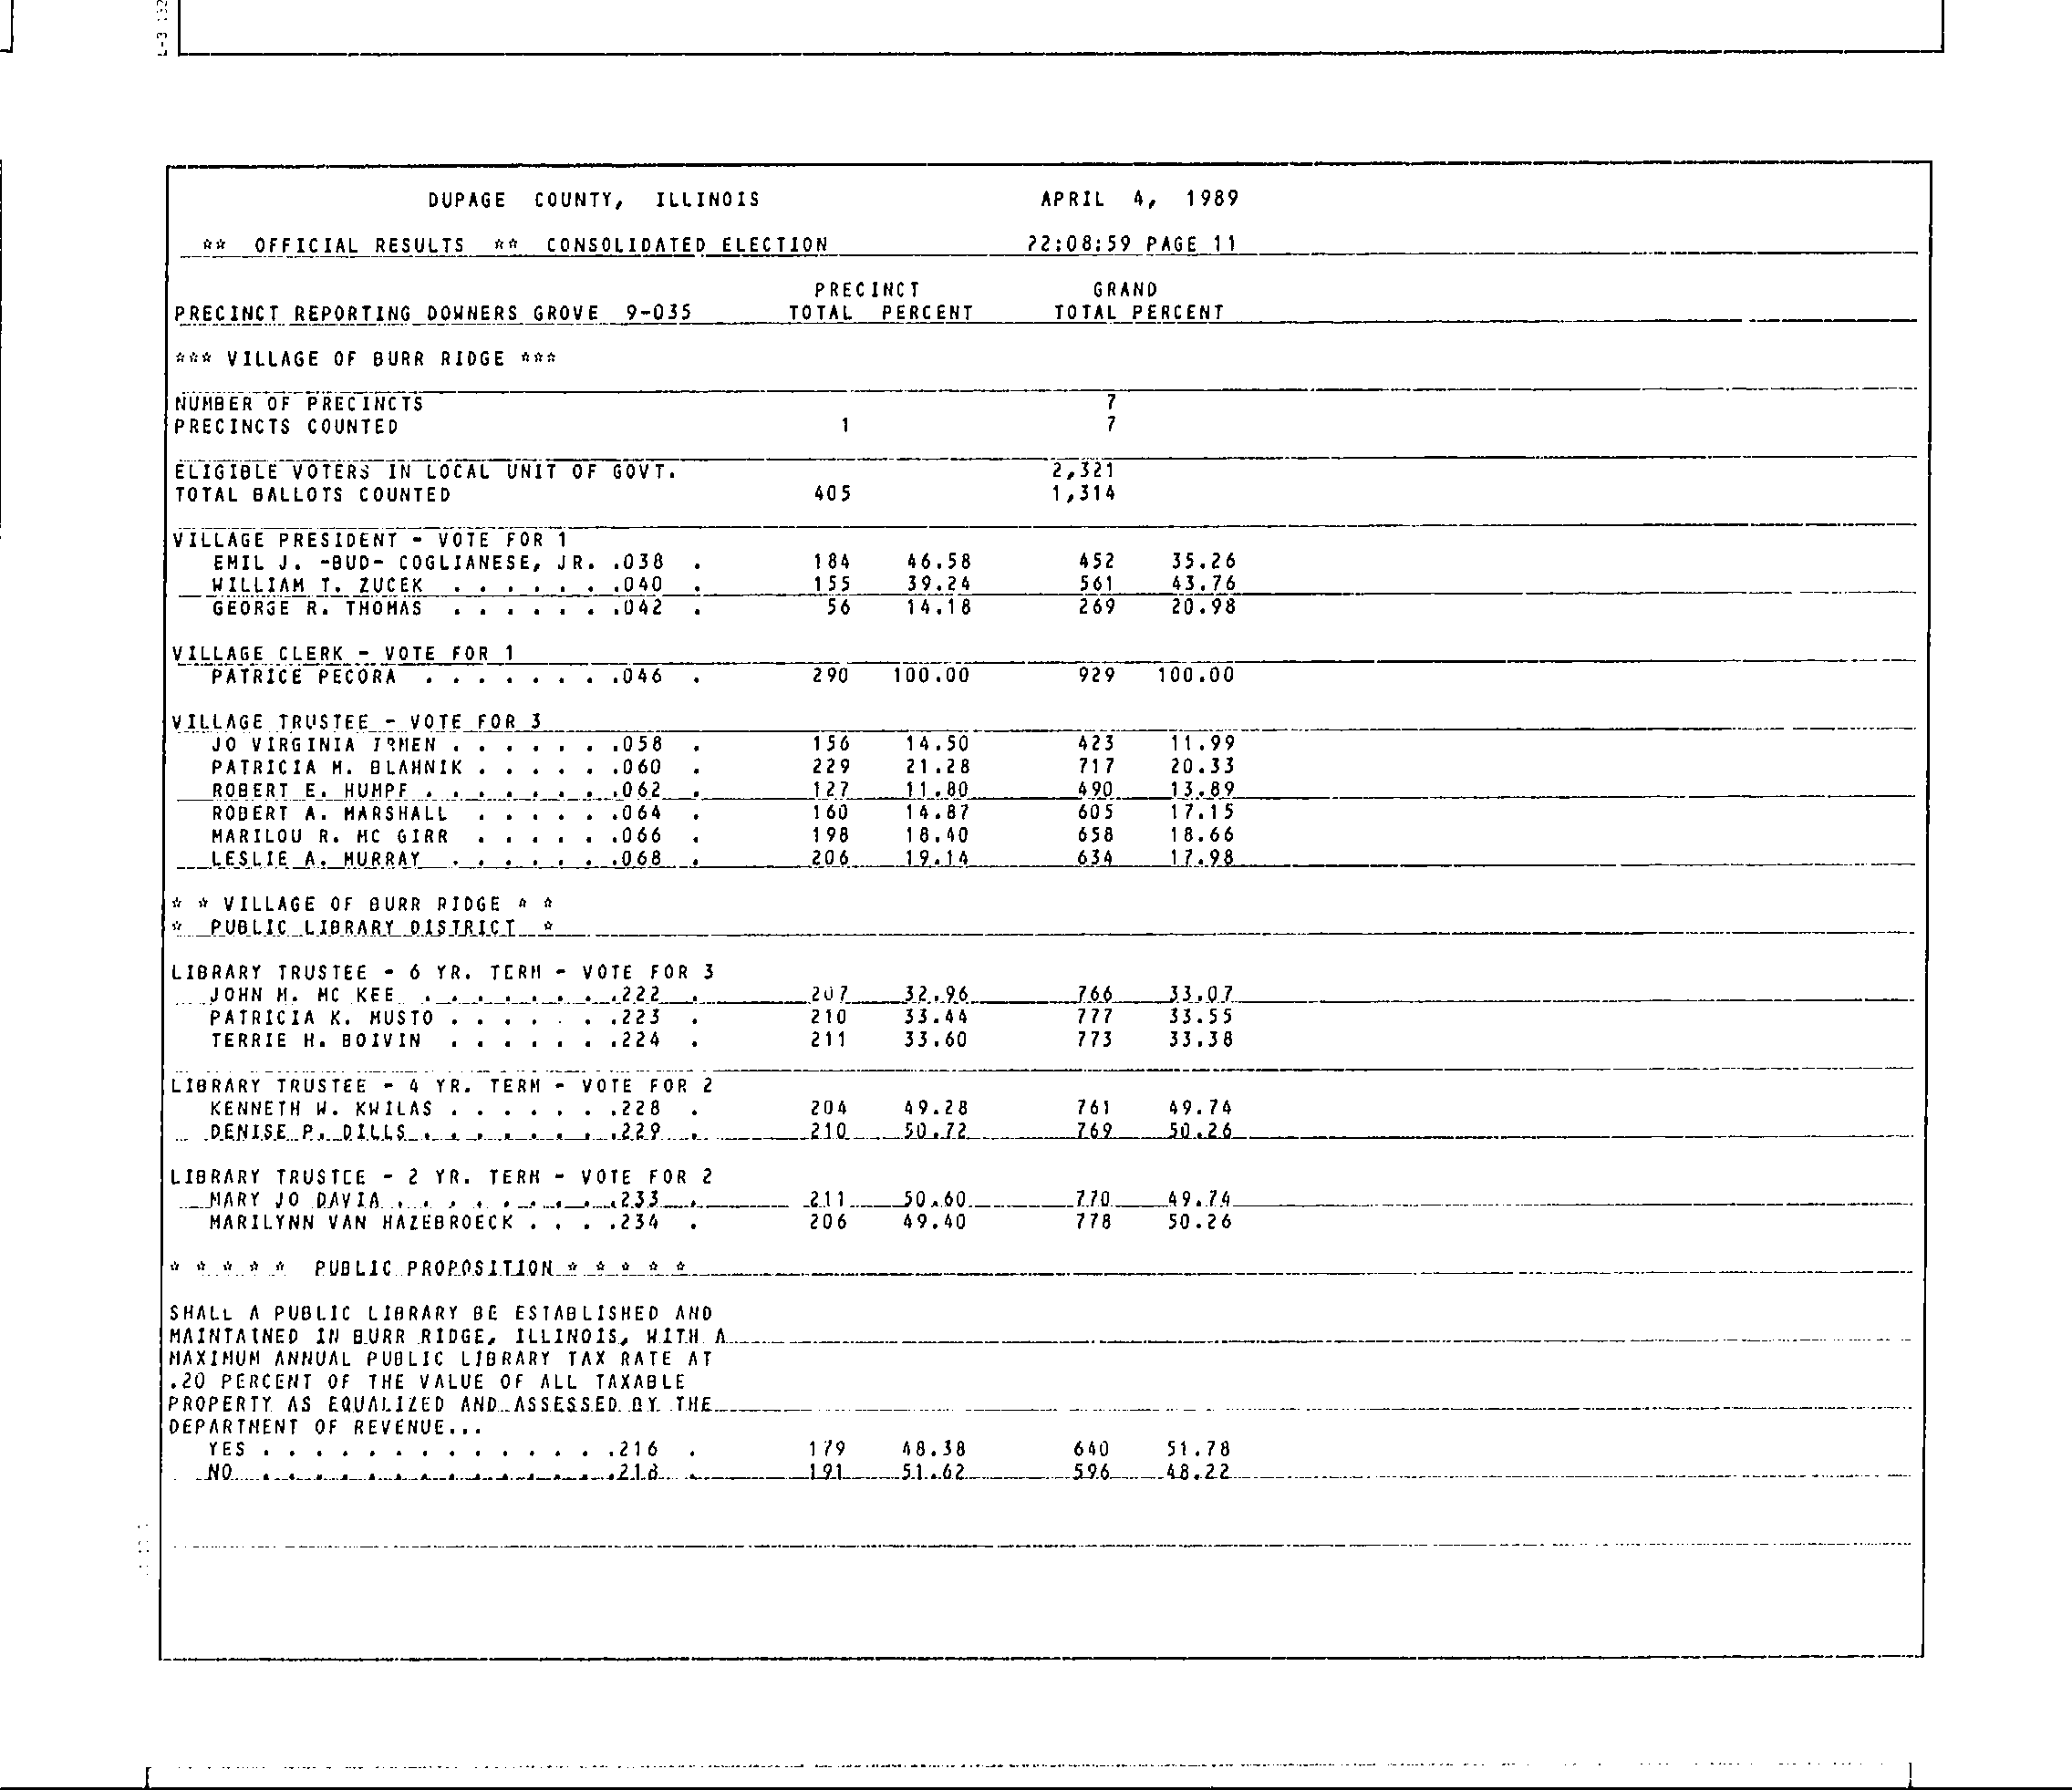 DUPAGE COUNTY, ILLINOIS APRIL 4, 1989
** OFFICIAL RESULTS ** CONSOLIDATED ELECTION 22:08:59 PAGE 11
PRECINCT GRAND
PRECINCT REPORTING DOWNERS GROVE 9-035 TOTAL PERCENT TOTAL PERCENT
*** VILLAGE OF BURR RIDGE ***
NUMBER OF PRECINCTS 7
PRECINCTS COUNTED 1 7
ELIGIBLE VOTERS IN LOCAL UNIT OF GOVT. 2,321
TOTAL BALLOTS COUNTED 405 1,314
VILLAGE PRESIDENT - VOTE FOR 1
EMIL J. -BUD- COGLIANESE, JR. .038 . 184 46.58 452 35.26
WILLIAM T. ZUCEK . . . . . . .040 . 155 39.24 561 43.76
GEORGE R. THOMAS . . . . . . .042 . 56 14.18 269 20.98
VILLAGE CLERK - VOTE FOR 1
PATRICE PECORA . . . . . . . .046 . 290 100.00 929 100.00
VILLAGE TRUSTEE - VOTE FOR 3
JO VIRGINIA IRMEN . . . . . . .058 . 156 14.50 423 11.99
PATRICIA M. BLAHNIK . . . . . .060 . 229 21.28 717 20.33
ROBERT E. HUMPF . . . . . . . .062 . 127 11.80 490 13.89
ROBERT A. MARSHALL . . . . . .064 . 160 14.87 605 17.15
MARILOU R. MC GIRR . . . . . .066 . 198 18.40 658 18.66
LESLIE A. MURRAY . . . . . . .068 . 206 19.14 634 17.98
* * VILLAGE OF BURR RIDGE * *
* PUBLIC LIBRARY DISTRICT *
LIBRARY TRUSTEE - 6 YR. TERM - VOTE FOR 3
JOHN M. MC KEE . . . . . . . .222 . 207 32.96 766 33.07
PATRICIA K. MUSTO . . . . . . .223 . 210 33.44 777 33.55
TERRIE H. BOIVIN . . . . . . .224 . 211 33.60 773 33.38
LIBRARY TRUSTEE - 4 YR. TERM - VOTE FOR 2
KENNETH W. KWILAS . . . . . . .228 . 204 49.28 761 49.74
DENISE P. DILLS . . . . . . . .229 . 210 50.72 769 50.26
LIBRARY TRUSTEE - 2 YR. TERM - VOTE FOR 2
MARY JO DAVIA . . . . . . . . .233 . 211 50.60 770 49.74
MARILYNN VAN HAZEBROECK . . . .234 . 206 49.40 778 50.26
* * * * * PUBLIC PROPOSITION * * * * *
SHALL A PUBLIC LIBRARY BE ESTABLISHED AND
MAINTAINED IN BURR RIDGE, ILLINOIS, WITH A
MAXIMUM ANNUAL PUBLIC LIBRARY TAX RATE AT
.20 PERCENT OF THE VALUE OF ALL TAXABLE
PROPERTY AS EQUALIZED AND ASSESSED BY THE
DEPARTMENT OF REVENUE...
YES . . . . . . . . . . . . . .216 . 179 48.38 640 51.78
NO . . . . . . . . . . . . . .218 . 191 51.62 596 48.22